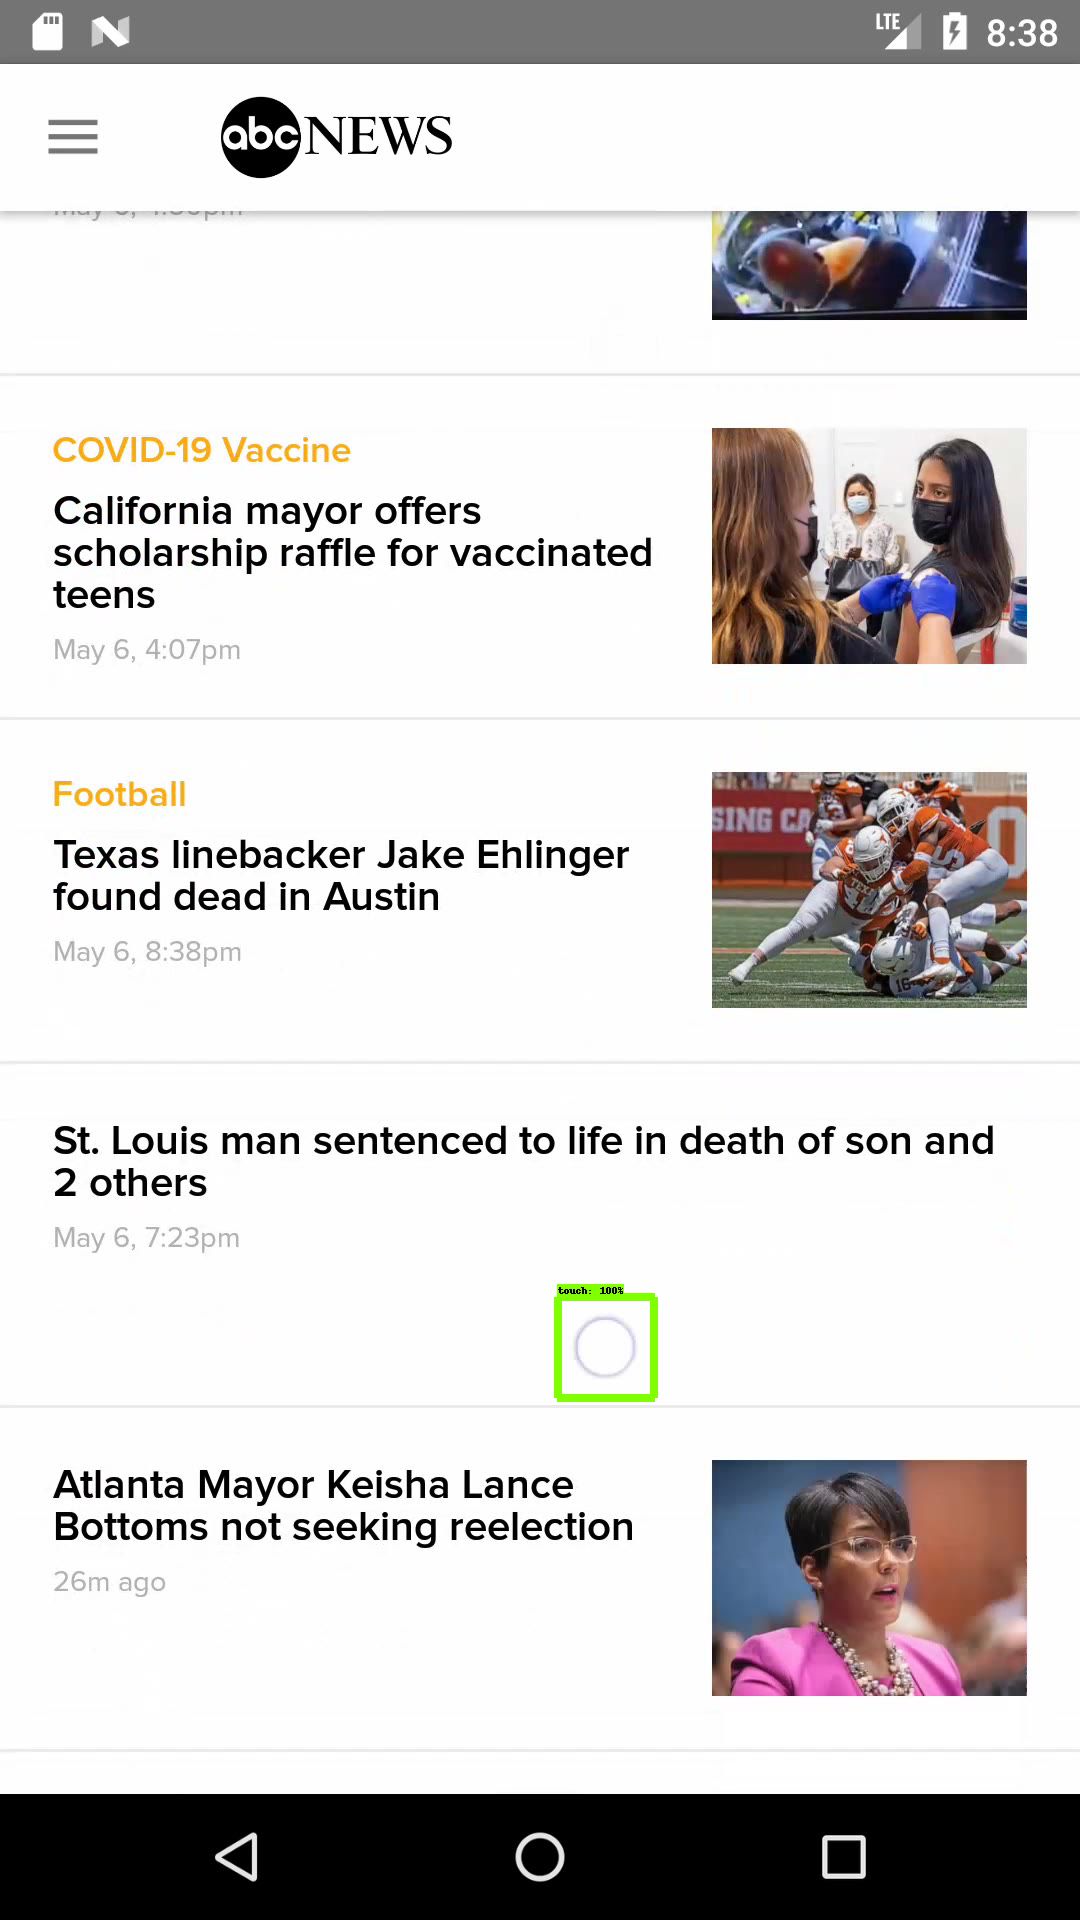 LTE 8:38
abc NEWS
COVID-19 Vaccine
California mayor offers
scholarship raffle for vaccinated
teens
May 6, 4:07pm
Football
Texas linebacker Jake Ehlinger
found dead in Austin
May 6, 8:38pm
St. Louis man sentenced to life in death of son and
2 others
May 6, 7:23pm
touch: 100%
Atlanta Mayor Keisha Lance
Bottoms not seeking reelection
26m ago